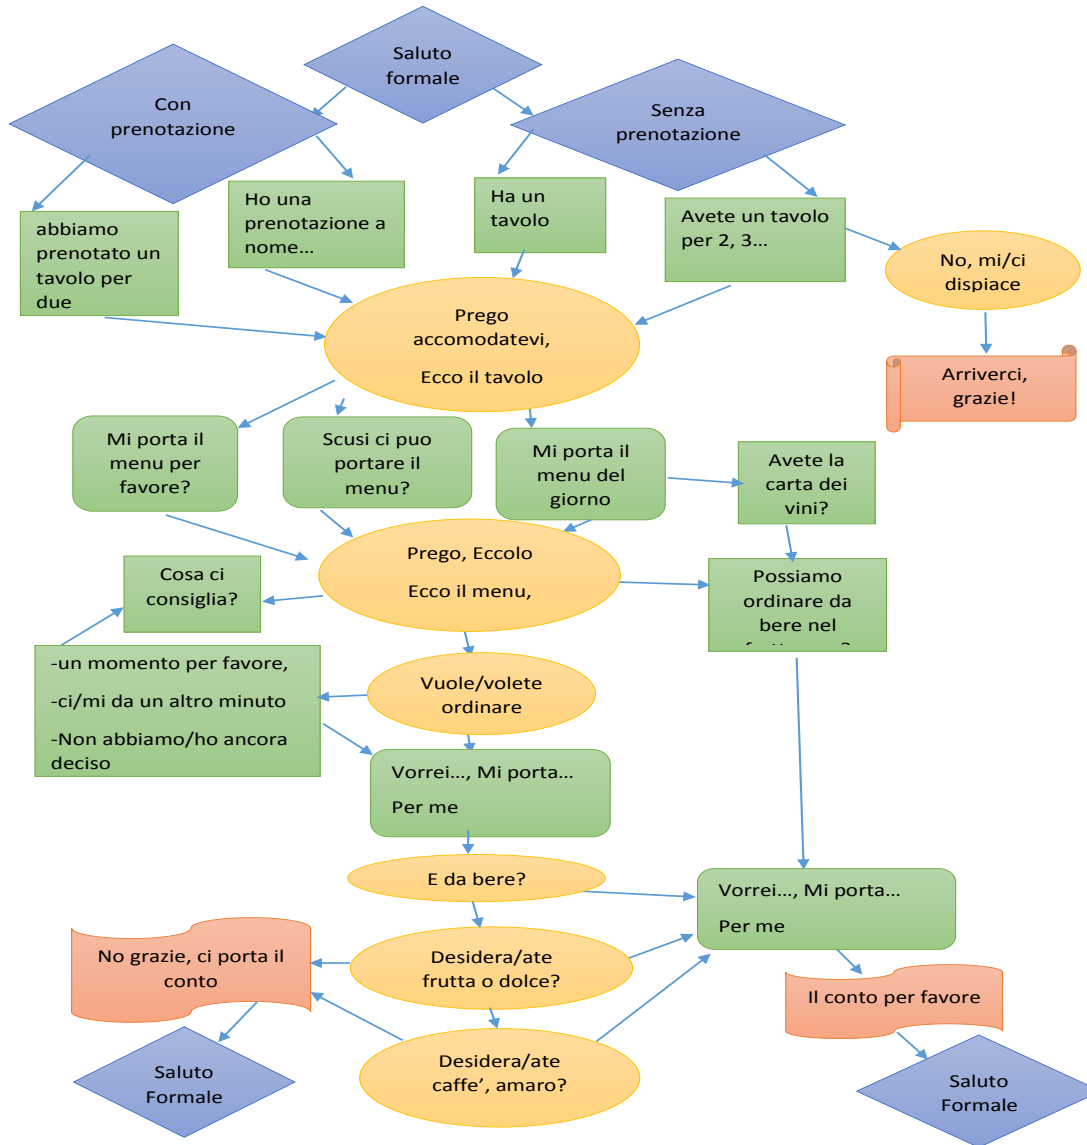 Saluto
formale
Con
prenotazione
Senza
prenotazione
abbiamo
prenotato un
tavolo per
due
Ho una
prenotazione a
nome...
Ha un
tavolo
Avete un tavolo
per 2, 3...
No, mi/ci
dispiace
Prego
accomodatevi,
Ecco il tavolo
Arriverci,
grazie!
Mi porta il
menu per
favore?
Scusi ci puo
portare il
menu?
Mi porta il
menu del
giorno
Avete la
carta dei
vini?
Prego, Eccolo
Ecco il menu,
Cosa ci
consiglia?
Possiamo
ordinare da
bere nel
-un momento per favore,
-ci/mi da un altro minuto
-Non abbiamo/ho ancora
deciso
Vuole/volete
ordinare
Vorrei..., Mi porta...
Per me
E da bere?
Vorrei..., Mi porta...
Per me
No grazie, ci porta il
conto
Desidera/ate
frutta o dolce?
Il conto per favore
Desidera/ate
caffe’, amaro?
Saluto
Formale
Saluto
Formale